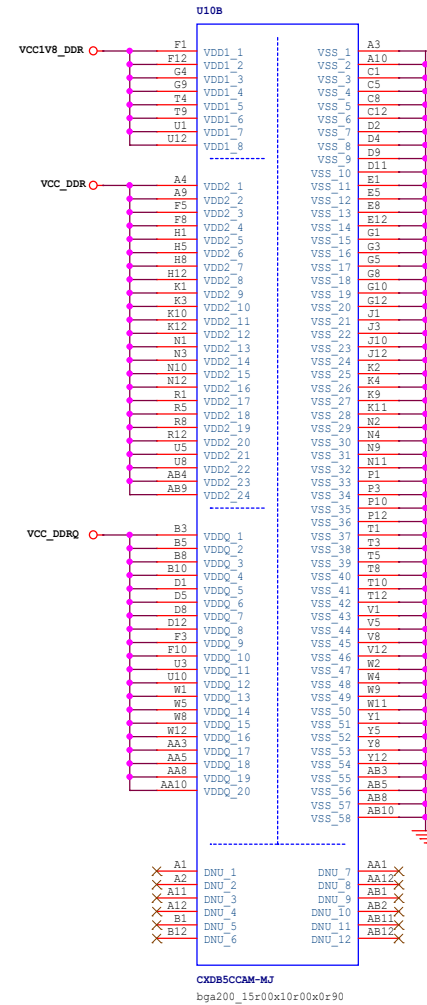 U10B
VCC1V8_DDR F1 VDD1_1 VSS_1 A3
F12 VDD1_2 VSS_2 A10
G4 VDD1_3 VSS_3 C1
G9 VDD1_4 VSS_4 C5
T4 VDD1_5 VSS_5 C8
T9 VDD1_6 VSS_6 C12
U1 VDD1_7 VSS_7 D2
U12 VDD1_8 VSS_8 D4
VSS_9 D9
VSS_10 D11
VCC_DDR A4 VDD2_1 VSS_11 E1
A9 VDD2_2 VSS_12 E5
F5 VDD2_3 VSS_13 E8
F8 VDD2_4 VSS_14 E12
H1 VDD2_5 VSS_15 G1
H5 VDD2_6 VSS_16 G3
H8 VDD2_7 VSS_17 G5
H12 VDD2_8 VSS_18 G8
K1 VDD2_9 VSS_19 G10
K3 VDD2_10 VSS_20 G12
K10 VDD2_11 VSS_21 J1
K12 VDD2_12 VSS_22 J3
N1 VDD2_13 VSS_23 J10
N3 VDD2_14 VSS_24 J12
N10 VDD2_15 VSS_25 K2
N12 VDD2_16 VSS_26 K4
R1 VDD2_17 VSS_27 K9
R5 VDD2_18 VSS_28 K11
R8 VDD2_19 VSS_29 N2
R12 VDD2_20 VSS_30 N4
U5 VDD2_21 VSS_31 N9
U8 VDD2_22 VSS_32 N11
AB4 VDD2_23 VSS_33 P1
AB9 VDD2_24 VSS_34 P3
VSS_35 P10
VSS_36 P12
VCC_DDRQ B3 VDDQ_1 VSS_37 T1
B5 VDDQ_2 VSS_38 T3
B8 VDDQ_3 VSS_39 T5
B10 VDDQ_4 VSS_40 T8
D1 VDDQ_5 VSS_41 T10
D5 VDDQ_6 VSS_42 T12
D8 VDDQ_7 VSS_43 V1
D12 VDDQ_8 VSS_44 V5
F3 VDDQ_9 VSS_45 V8
F10 VDDQ_10 VSS_46 V12
U3 VDDQ_11 VSS_47 W2
U10 VDDQ_12 VSS_48 W4
W1 VDDQ_13 VSS_49 W9
W5 VDDQ_14 VSS_50 W11
W8 VDDQ_15 VSS_51 Y1
W12 VDDQ_16 VSS_52 Y5
AA3 VDDQ_17 VSS_53 Y8
AA5 VDDQ_18 VSS_54 Y12
AA8 VDDQ_19 VSS_55 AB3
AA10 VDDQ_20 VSS_56 AB5
VSS_57 AB8
VSS_58 AB10
A1 DNU_1 DNU_7 AA1
A2 DNU_2 DNU_8 AA12
A11 DNU_3 DNU_9 AB1
A12 DNU_4 DNU_10 AB2
B1 DNU_5 DNU_11 AB11
B12 DNU_6 DNU_12 AB12
CXDB5CCAM-MJ
bga200_15r00x10r00x0r90